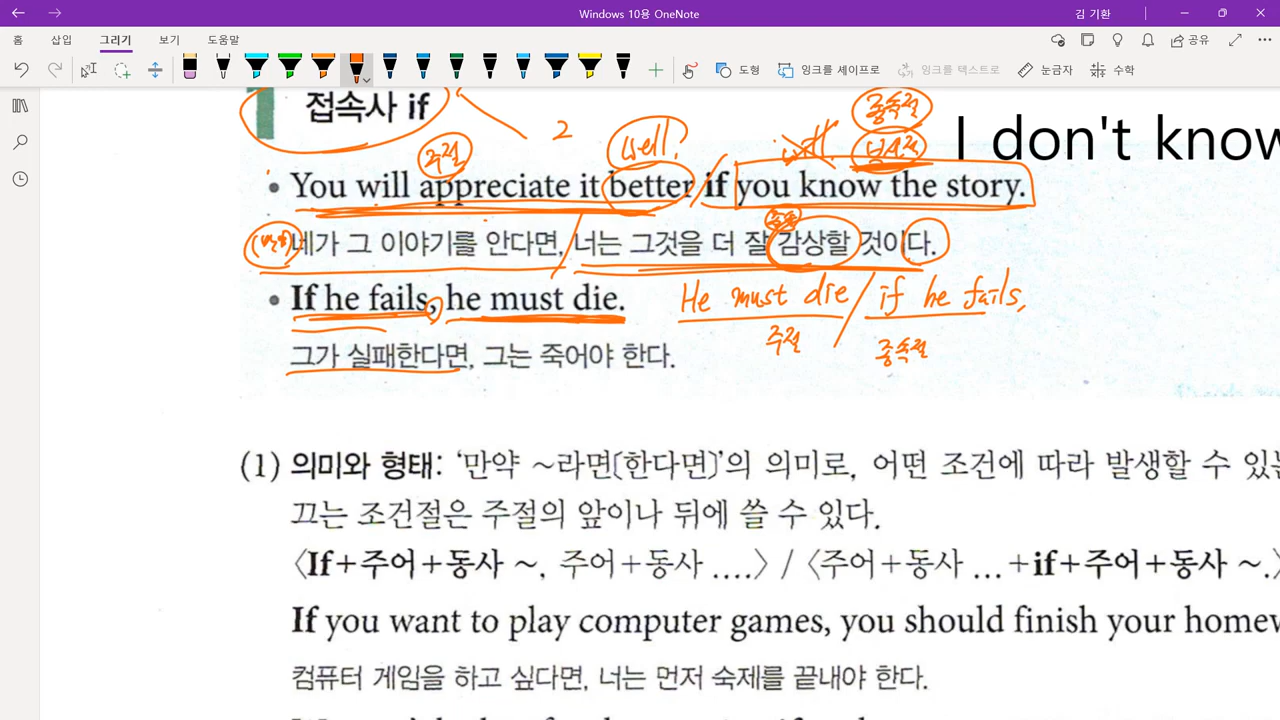 Windows 10용 OneNote
김 기환
홈 삽입 그리기 보기 도움말
공유
도형 잉크를 셰이프로 잉크를 텍스트로 눈금자 수학
1 접속사 if
2
종속절
I don't know
주절 well? will 부사절
• You will appreciate it better if you know the story.
(만약) 네가 그 이야기를 안다면, 너는 그것을 더 잘 감상할 것이다.
• If he fails, he must die. He must die / if he fails,
주절 종속절
그가 실패한다면, 그는 죽어야 한다.
(1) 의미와 형태: '만약 ~라면[한다면]'의 의미로, 어떤 조건에 따라 발생할 수 있는
끄는 조건절은 주절의 앞이나 뒤에 쓸 수 있다.
〈If+주어+동사 ~, 주어+동사 ....〉 / 〈주어+동사 ...+if+주어+동사 ~.〉
If you want to play computer games, you should finish your homew
컴퓨터 게임을 하고 싶다면, 너는 먼저 숙제를 끝내야 한다.